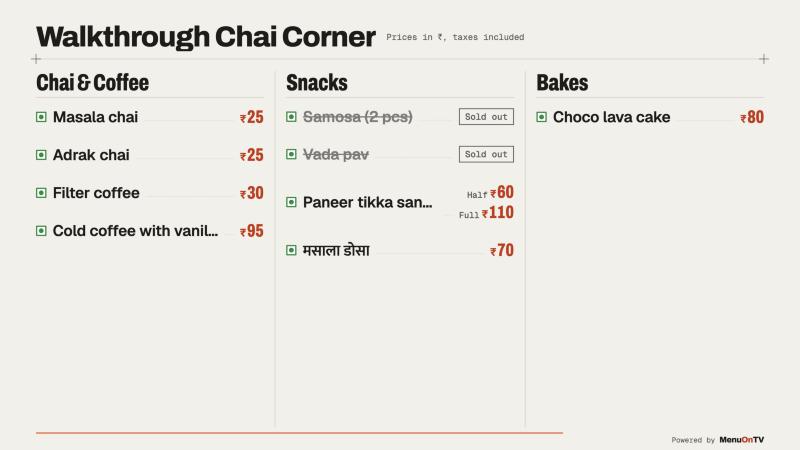 Walkthrough Chai Corner
Prices in ₹, taxes included
Chai & Coffee
Masala chai ₹25
Adrak chai ₹25
Filter coffee ₹30
Cold coffee with vanil... ₹95
Snacks
Samosa (2 pcs) Sold out
Vada pav Sold out
Paneer tikka san... Half ₹60
Full ₹110
मसाला डोसा ₹70
Bakes
Choco lava cake ₹80
Powered by MenuOnTV